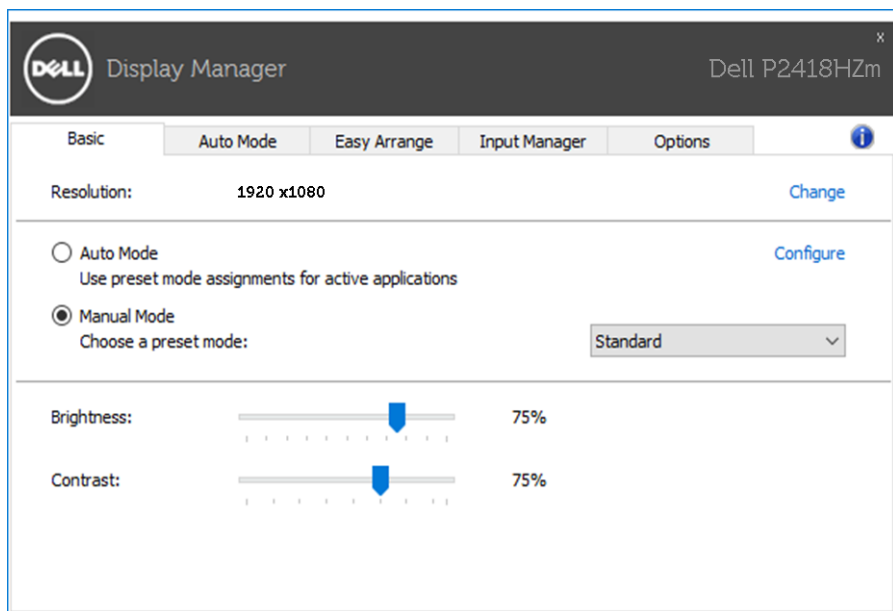 x
DELL Display Manager Dell P2418HZm
Basic Auto Mode Easy Arrange Input Manager Options i
Resolution: 1920 x1080 Change
Auto Mode Configure
Use preset mode assignments for active applications
Manual Mode
Choose a preset mode: Standard
Brightness: 75%
Contrast: 75%